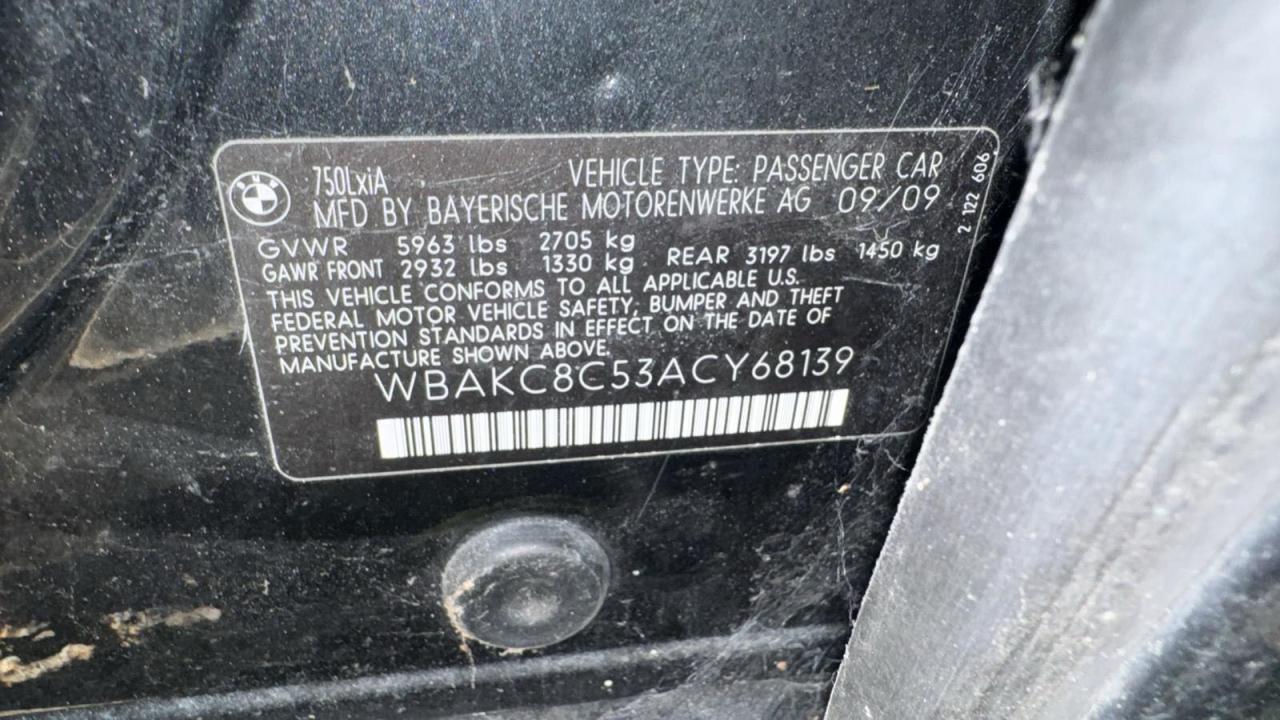 BMW
750LxiA
VEHICLE TYPE: PASSENGER CAR
MFD BY BAYERISCHE MOTORENWERKE AG 09/09
GVWR 5963 lbs 2705 kg
GAWR FRONT 2932 lbs 1330 kg REAR 3197 lbs 1450 kg
THIS VEHICLE CONFORMS TO ALL APPLICABLE U.S.
FEDERAL MOTOR VEHICLE SAFETY, BUMPER AND THEFT
PREVENTION STANDARDS IN EFFECT ON THE DATE OF
MANUFACTURE SHOWN ABOVE.
WBAKC8C53ACY68139
2 122 606